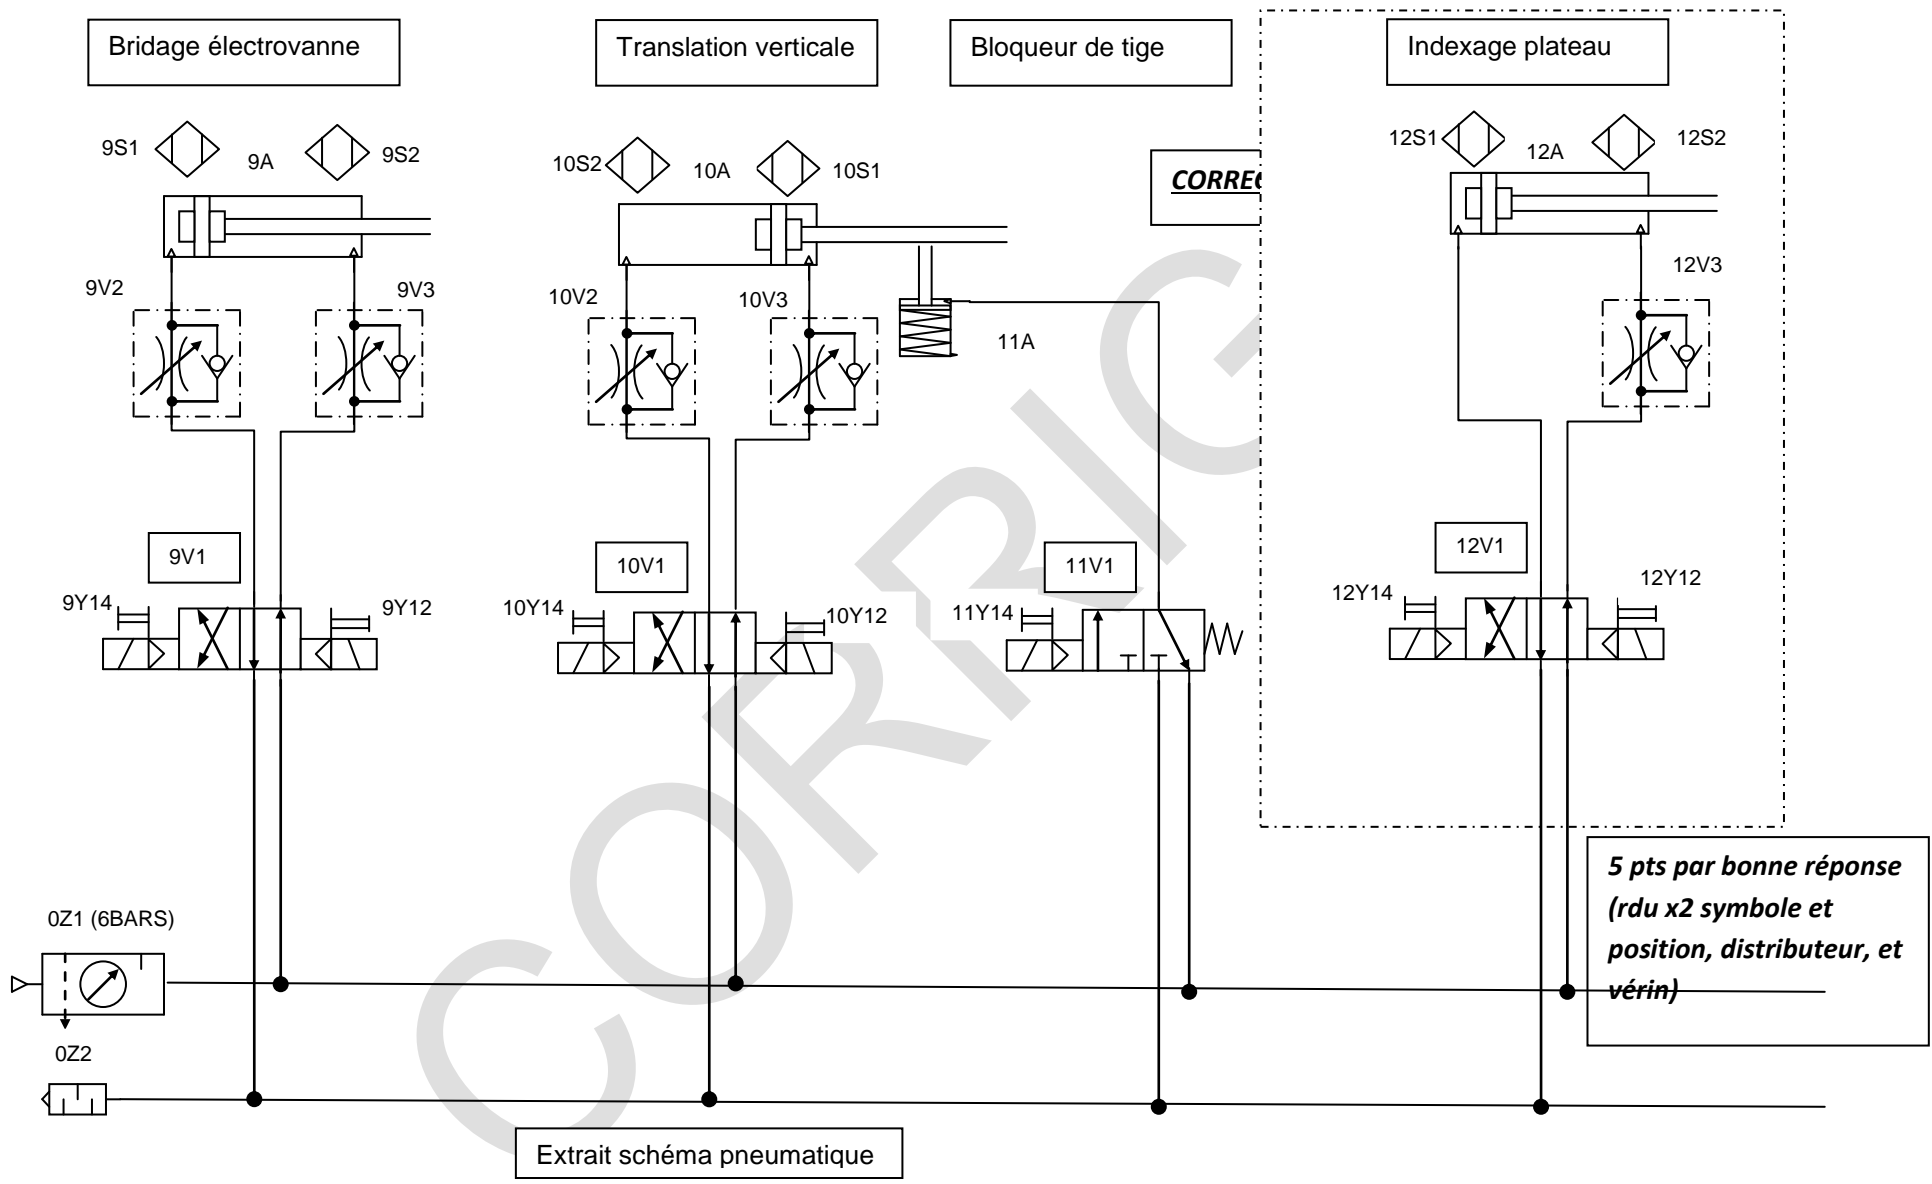 Bridage électrovanne
Translation verticale
Bloqueur de tige
Indexage plateau
9S1
9A
9S2
10S2
10A
10S1
12S1
12A
12S2
9V2
9V3
10V2
10V3
11A
12V3
9V1
10V1
11V1
12V1
9Y14
9Y12
10Y14
10Y12
11Y14
12Y14
12Y12
5 pts par bonne réponse
(rdu x2 symbole et
position, distributeur, et
vérin)
0Z1 (6BARS)
0Z2
Extrait schéma pneumatique